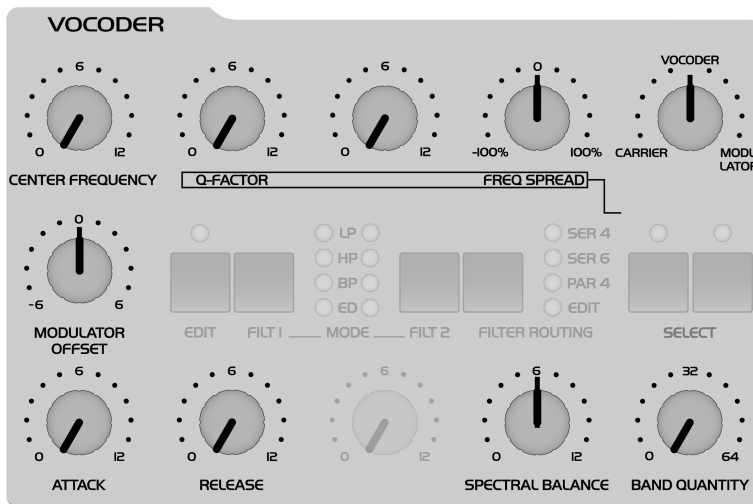 VOCODER
6 6 6 0 VOCODER
0 12 0 12 0 12 -100% 100% CARRIER MODU
LATOR
CENTER FREQUENCY Q-FACTOR FREQ SPREAD
0
-6 6
MODULATOR
OFFSET
LP SER 4
HP SER 6
BP PAR 4
ED EDIT
EDIT FILT 1 MODE FILT 2 FILTER ROUTING SELECT
6 6 6 6 32
0 12 0 12 0 12 0 12 0 64
ATTACK RELEASE SPECTRAL BALANCE BAND QUANTITY